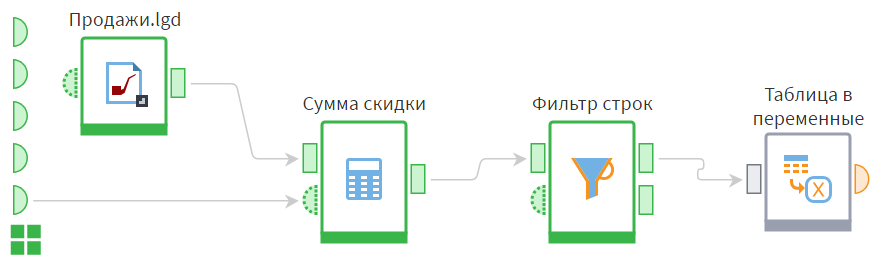 Продажи.lgd
Сумма скидки
Фильтр строк
Таблица в
переменные
X